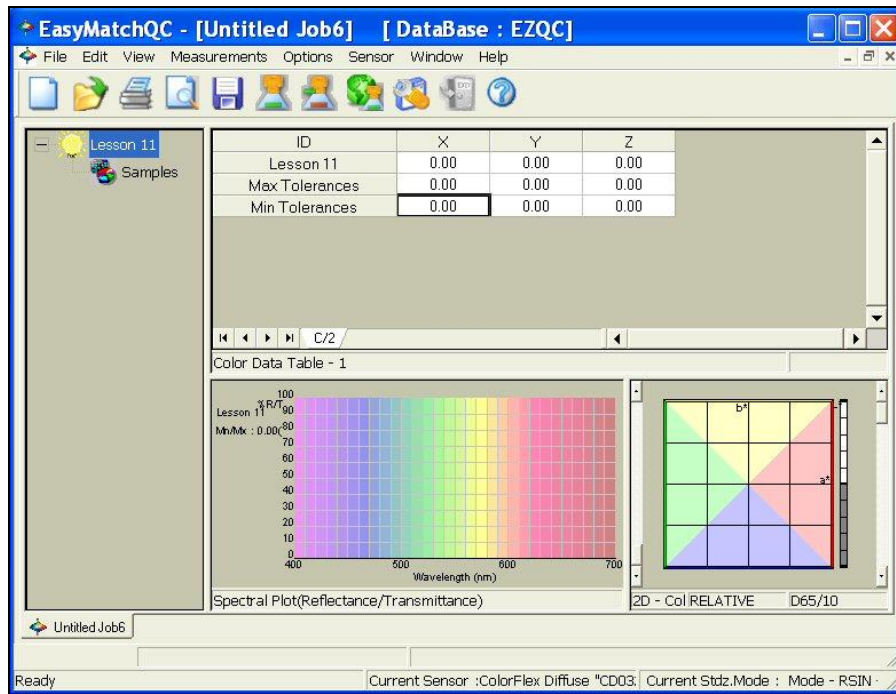 EasyMatchQC - [Untitled Job6] [ DataBase : EZQC]
File Edit View Measurements Options Sensor Window Help
Lesson 11
Samples
ID X Y Z
Lesson 11 0.00 0.00 0.00
Max Tolerances 0.00 0.00 0.00
Min Tolerances 0.00 0.00 0.00
C/2
Color Data Table - 1
% R/T
Lesson 11
Mn/Mx : 0.00(
100
90
80
70
60
50
40
30
20
10
0
400 500 600 700
Wavelength (nm)
Spectral Plot(Reflectance/Transmittance)
b*
a*
2D - Col RELATIVE D65/10
Untitled Job6
Ready Current Sensor :ColorFlex Diffuse "CD03: Current Stdz.Mode : Mode - RSIN -